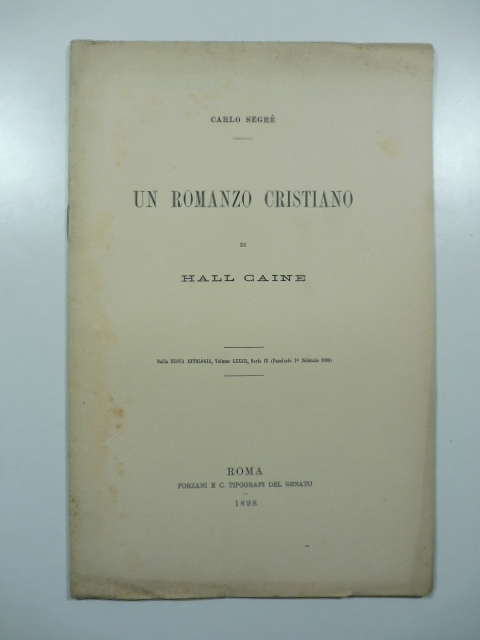 CARLO SEGRÈ
UN ROMANZO CRISTIANO
DI
HALL CAINE
Dalla NUOVA ANTOLOGIA, Volume LXXIII, Serie IV (Fascicolo 1º Febbraio 1898)
ROMA
FORZANI E C. TIPOGRAFI DEL SENATO
1898